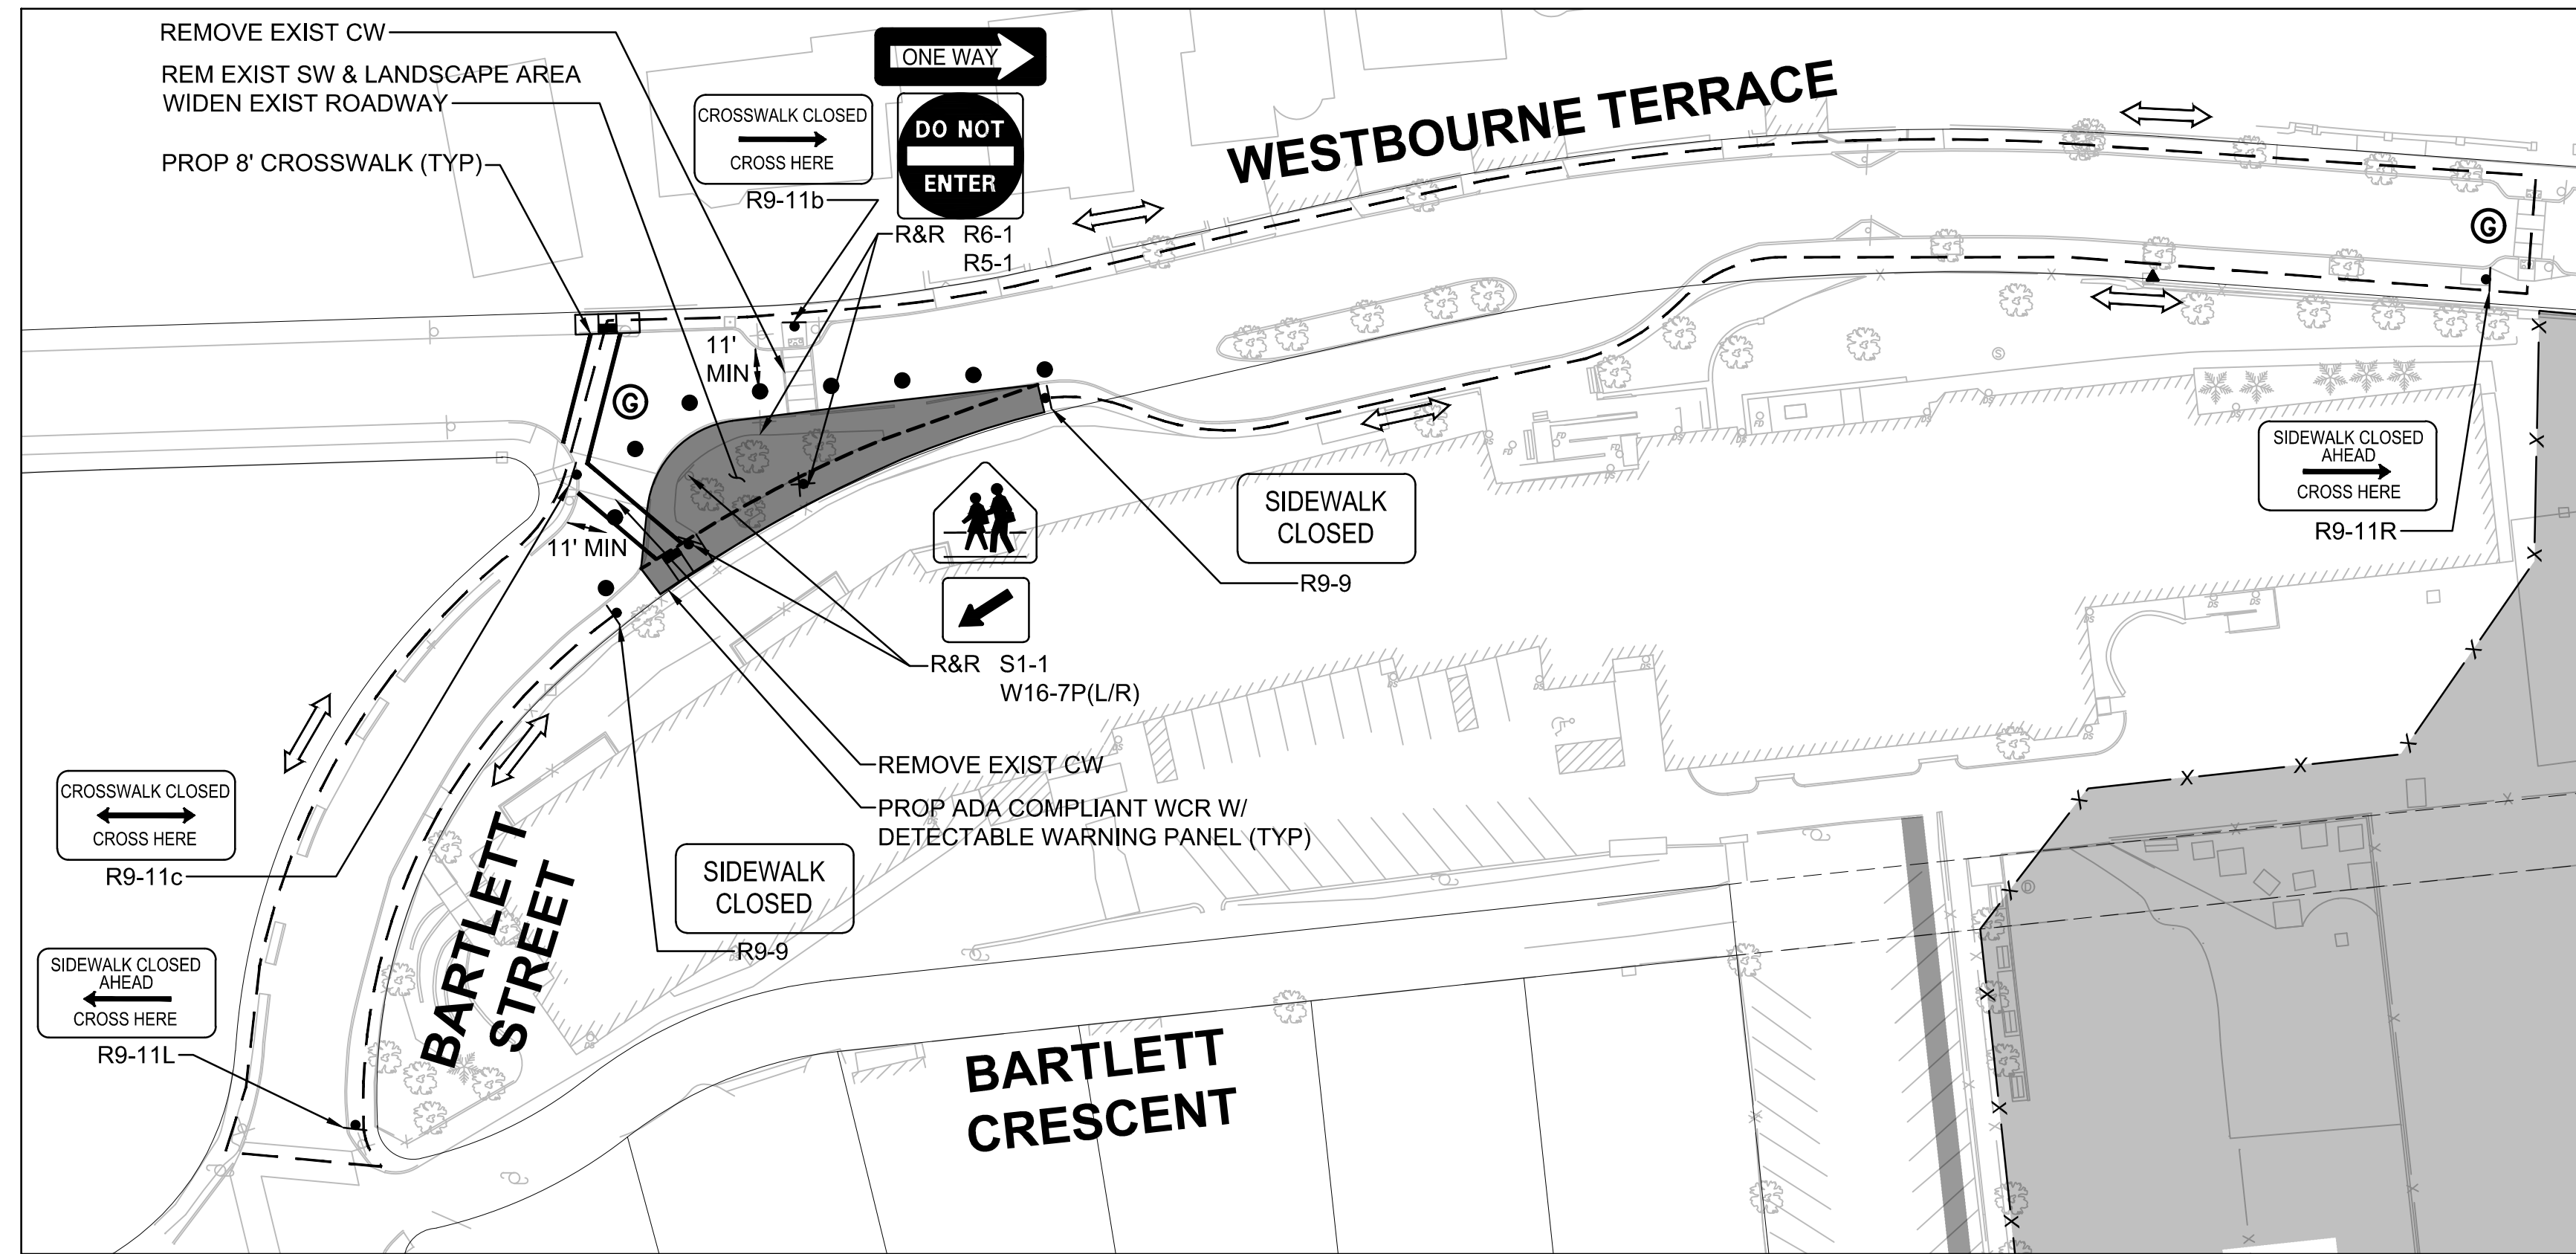 REMOVE EXIST CW
REM EXIST SW & LANDSCAPE AREA
WIDEN EXIST ROADWAY
PROP 8' CROSSWALK (TYP)
ONE WAY
DO NOT
ENTER
CROSSWALK CLOSED
CROSS HERE
R9-11b
R&R R6-1
R5-1
WESTBOURNE TERRACE
11'
MIN
G
G
11' MIN
SIDEWALK
CLOSED
R9-9
SIDEWALK CLOSED
AHEAD
CROSS HERE
R9-11R
R&R S1-1
W16-7P(L/R)
REMOVE EXIST CW
PROP ADA COMPLIANT WCR W/
DETECTABLE WARNING PANEL (TYP)
CROSSWALK CLOSED
CROSS HERE
R9-11c
SIDEWALK
CLOSED
R9-9
SIDEWALK CLOSED
AHEAD
CROSS HERE
R9-11L
BARTLETT
STREET
BARTLETT
CRESCENT